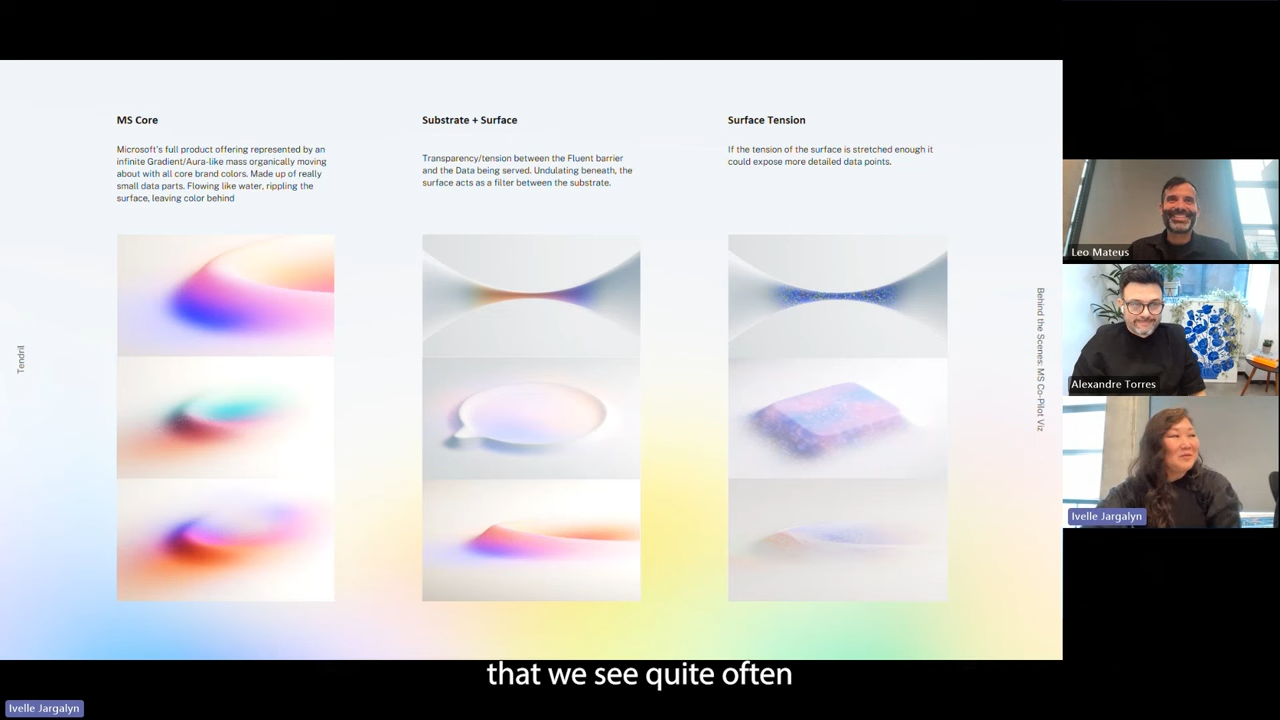 MS Core
Microsoft's full product offering represented by an
infinite Gradient/Aura-like mass organically moving
about with all core brand colors. Made up of really
small data parts. Flowing like water, rippling the
surface, leaving color behind
Substrate + Surface
Transparency/tension between the Fluent barrier
and the Data being served. Undulating beneath, the
surface acts as a filter between the substrate.
Surface Tension
If the tension of the surface is stretched enough it
could expose more detailed data points.
Tendril
Behind the Scenes: MS Co-Pilot Viz
Leo Mateus
Alexandre Torres
Ivelle Jargalyn
that we see quite often
Ivelle Jargalyn